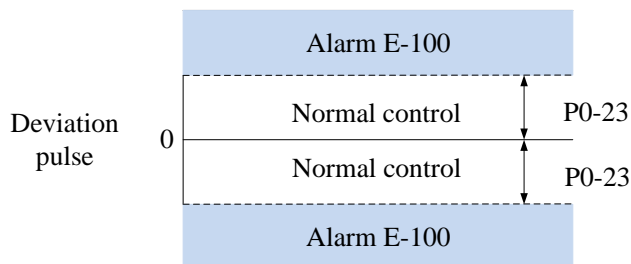 Alarm E-100
Normal control
P0-23
Deviation
pulse
0
Normal control
P0-23
Alarm E-100